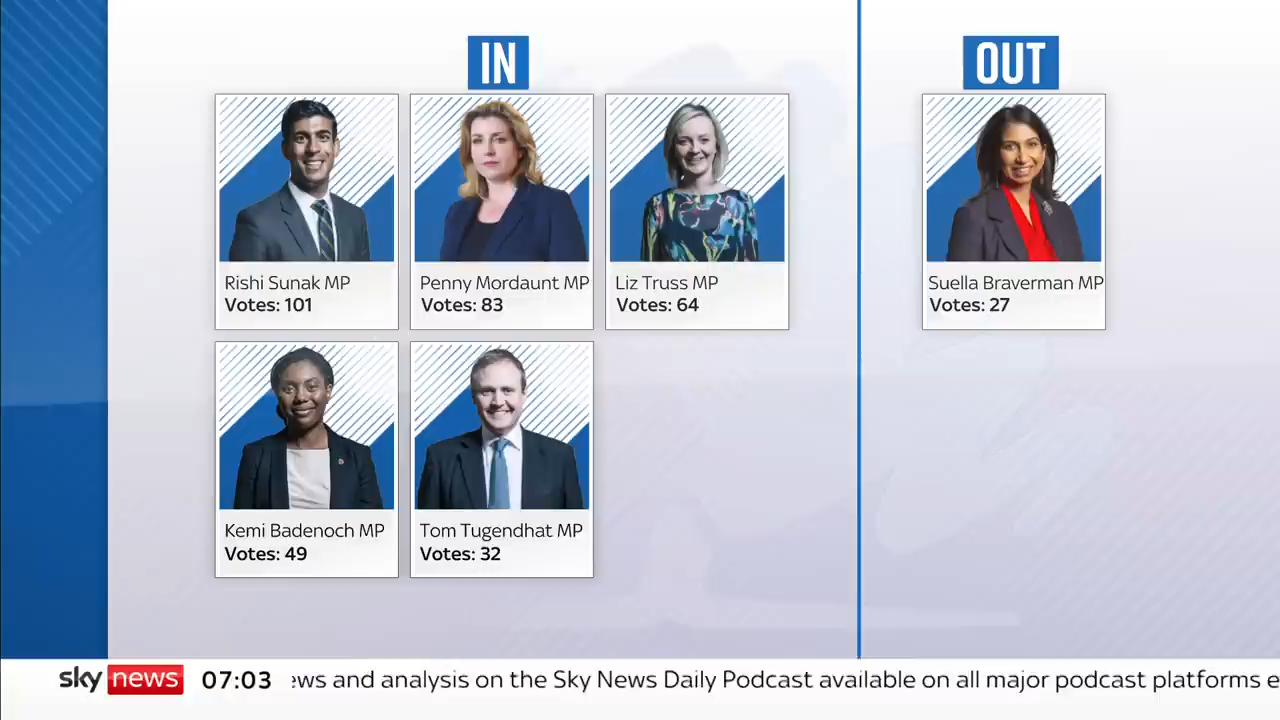 IN
OUT
Rishi Sunak MP
Votes: 101
Penny Mordaunt MP
Votes: 83
Liz Truss MP
Votes: 64
Suella Braverman MP
Votes: 27
Kemi Badenoch MP
Votes: 49
Tom Tugendhat MP
Votes: 32
sky news 07:03 ews and analysis on the Sky News Daily Podcast available on all major podcast platforms e